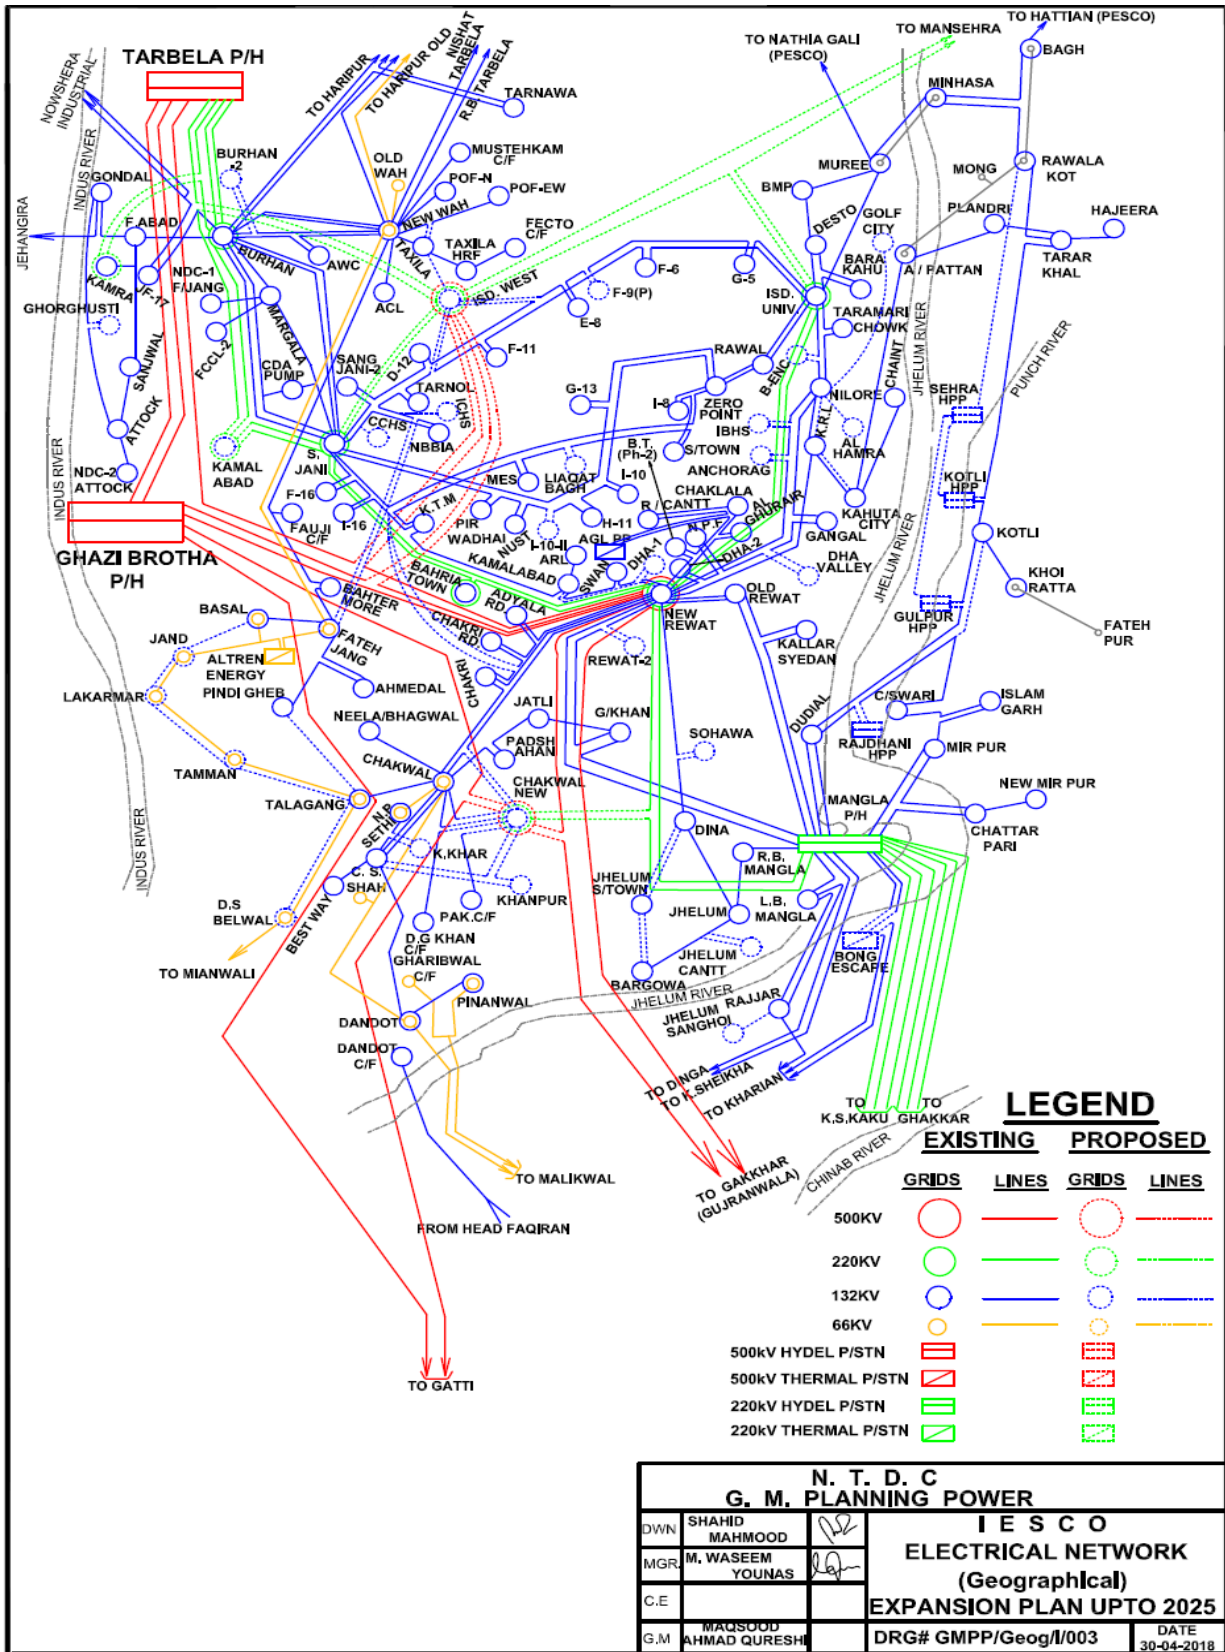 TO HATTIAN (PESCO)
TO MANSEHRA
TO NATHIA GALI
(PESCO)
BAGH
TARBELA P/H
NOWSHERA
INDUSTRIAL
TO HARIPUR
TO HARIPUR OLD
NISHAT
TARBELA
R.B. TARBELA
TARNAWA
MINHASA
INDUS RIVER
BURHAN
-2
OLD
WAH
MUSTEHKAM
C/F
POF-N
POF-EW
MUREE
MONG
RAWALA
KOT
GONDAL
NEW WAH
FECTO
C/F
BMP
DESTO
GOLF
CITY
PLANDRI
HAJEERA
JEHANGIRA
F.ABAD
BURHAN
AWC
TAXILA
TAXILA
HRF
BARA
KAHU
A / PATTAN
TARAR
KHAL
KAMRA
JF-17
NDC-1
F/JANG
ACL
ISD. WEST
F-6
F-9(P)
G-5
ISD.
UNIV.
GHORGHUSTI
MARGALA
E-8
TARAMARI
CHOWK
JHELUM RIVER
PUNCH RIVER
SANJWAL
FCCL-2
CDA
PUMP
SANG
JANI-2
D-12
F-11
RAWAL
B-ENC
CHAINT
TARNOL
ICHS
G-13
I-8
ZERO
POINT
NILORE
SEHRA
HPP
ATTOCK
CCHS
NBBIA
IBHS
K.R.L
AL
HAMRA
NDC-2
ATTOCK
KAMAL
ABAD
S.
JANI
B.T.
(Ph-2)
S/TOWN
ANCHORAG
KOTLI
HPP
INDUS RIVER
F-16
MES
LIAQAT
BAGH
I-10
R / CANTT
CHAKLALA
AL
GHURAIR
KAHUTA
CITY
FAUJI
C/F
I-16
K.T.M
PIR
WADHAI
NUST
H-11
N.P.F
GANGAL
KOTLI
GHAZI BROTHA
P/H
I-10-II
ARL
AGL PP
DHA-1
DHA-2
DHA
VALLEY
JHELUM RIVER
BAHRIA
TOWN
KAMALABAD
SWAN
KHOI
RATTA
BASAL
BAHTER
MORE
ADYALA
RD
NEW
REWAT
OLD
REWAT
GULPUR
HPP
FATEH
PUR
JAND
FATEH
JANG
CHAKRI
RD
REWAT-2
KALLAR
SYEDAN
ALTREN
ENERGY
LAKARMAR
PINDI GHEB
AHMEDAL
CHAKRI
C/SWARI
ISLAM
GARH
NEELA/BHAGWAL
JATLI
G/KHAN
DUDIAL
RAJDHANI
HPP
PADSH
AHAN
SOHAWA
MIR PUR
TAMMAN
CHAKWAL
CHAKWAL
NEW
NEW MIR PUR
TALAGANG
N.P
SETHI
MANGLA
P/H
CHATTAR
PARI
INDUS RIVER
K.KHAR
DINA
C. S.
SHAH
JHELUM
S/TOWN
R.B.
MANGLA
D.S
BELWAL
BEST WAY
PAK.C/F
KHANPUR
JHELUM
L.B.
MANGLA
D.G KHAN
C/F
TO MIANWALI
GHARIBWAL
C/F
JHELUM
CANTT
BONG
ESCAPE
PINANWAL
BARGOWA
JHELUM RIVER
DANDOT
JHELUM
SANGHOI
RAJJAR
DANDOT
C/F
TO DINGA
TO K.SHEIKHA
TO KHARIAN
TO
K.S.KAKU
TO
GHAKKAR
TO MALIKWAL
TO GAKKHAR
(GUJRANWALA)
CHINAB RIVER
FROM HEAD FAQIRAN
TO GATTI
LEGEND
EXISTING PROPOSED
GRIDS LINES GRIDS LINES
500KV
220KV
132KV
66KV
500kV HYDEL P/STN
500kV THERMAL P/STN
220kV HYDEL P/STN
220kV THERMAL P/STN
N. T. D. C
G. M. PLANNING POWER
DWN SHAHID
MAHMOOD
MGR. M. WASEEM
YOUNAS
C.E
G.M MAQSOOD
AHMAD QURESHI
I E S C O
ELECTRICAL NETWORK
(Geographical)
EXPANSION PLAN UPTO 2025
DRG# GMPP/Geog/I/003
DATE
30-04-2018